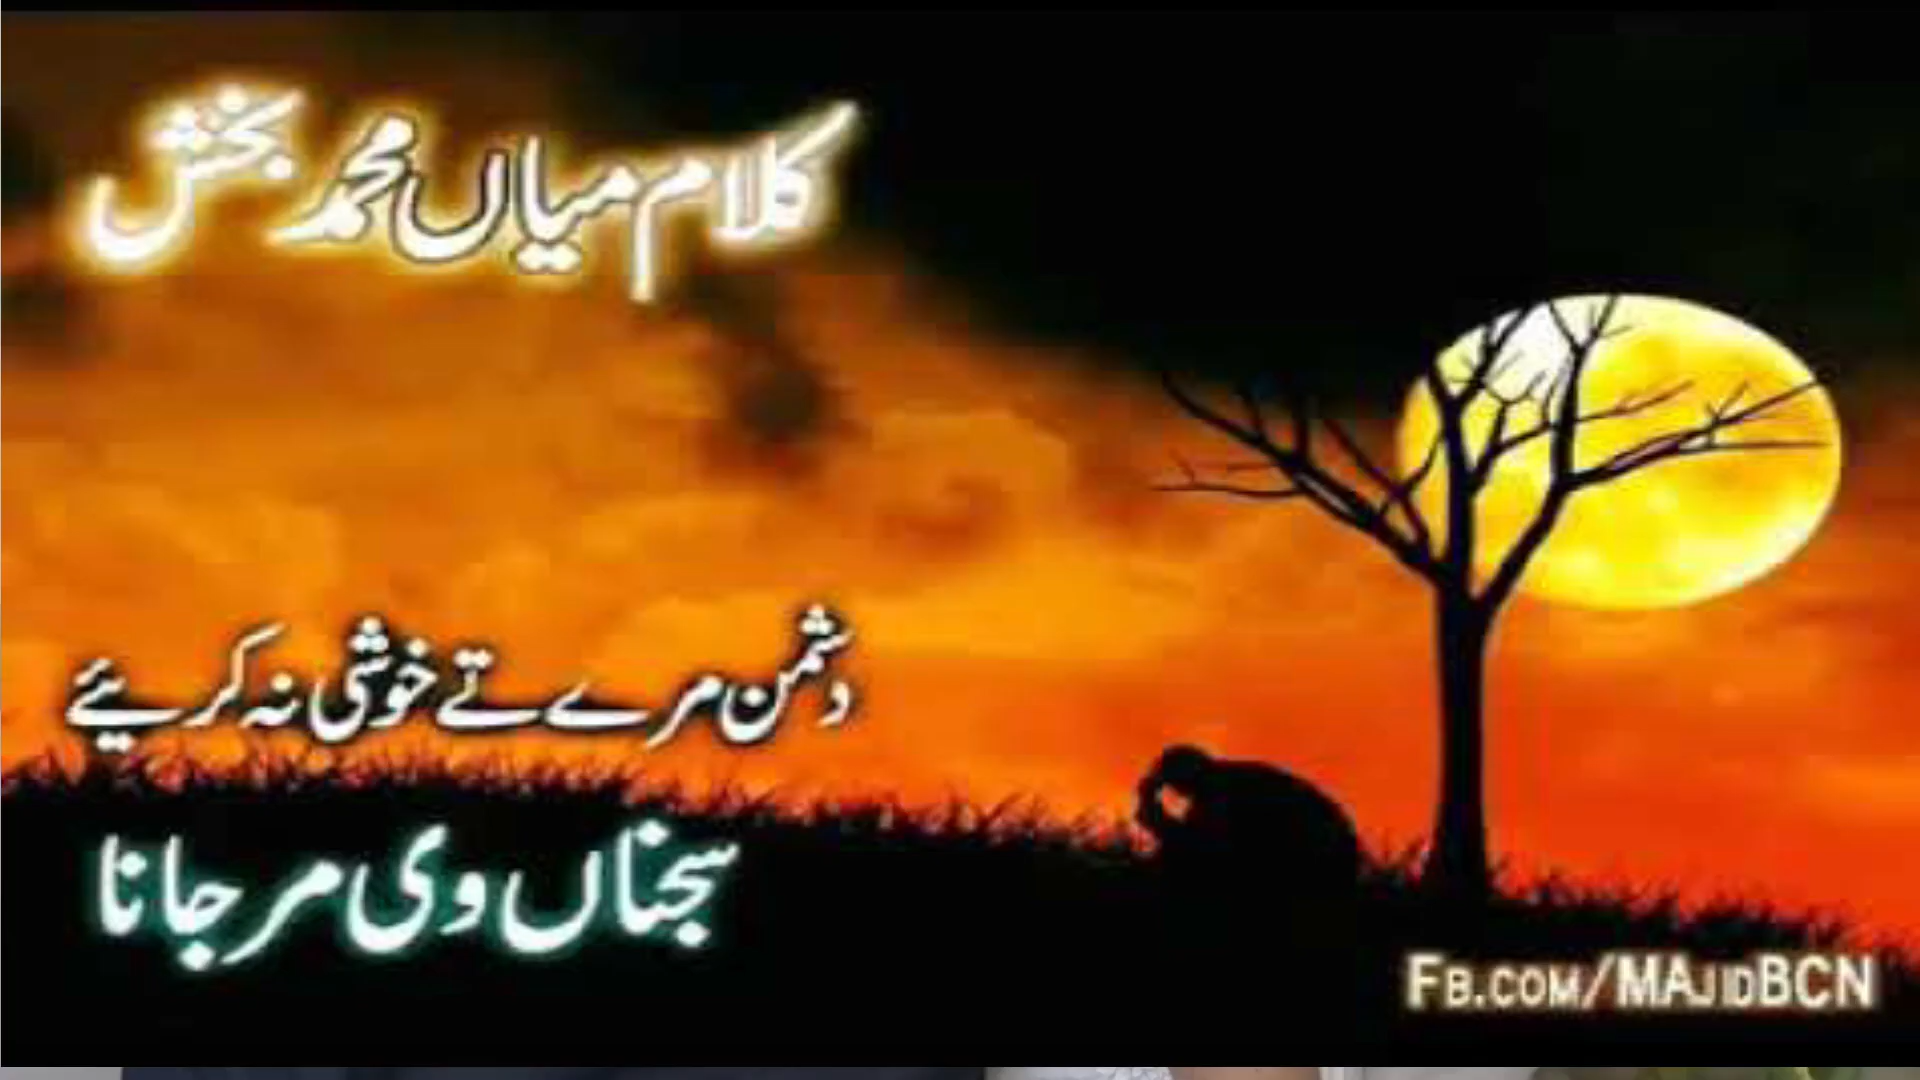 کلام میاں محمد بخش
دشمن مرے تے خوشی نہ کریئے
سجناں وی مر جانا
FB.COM/MAJIDBCN